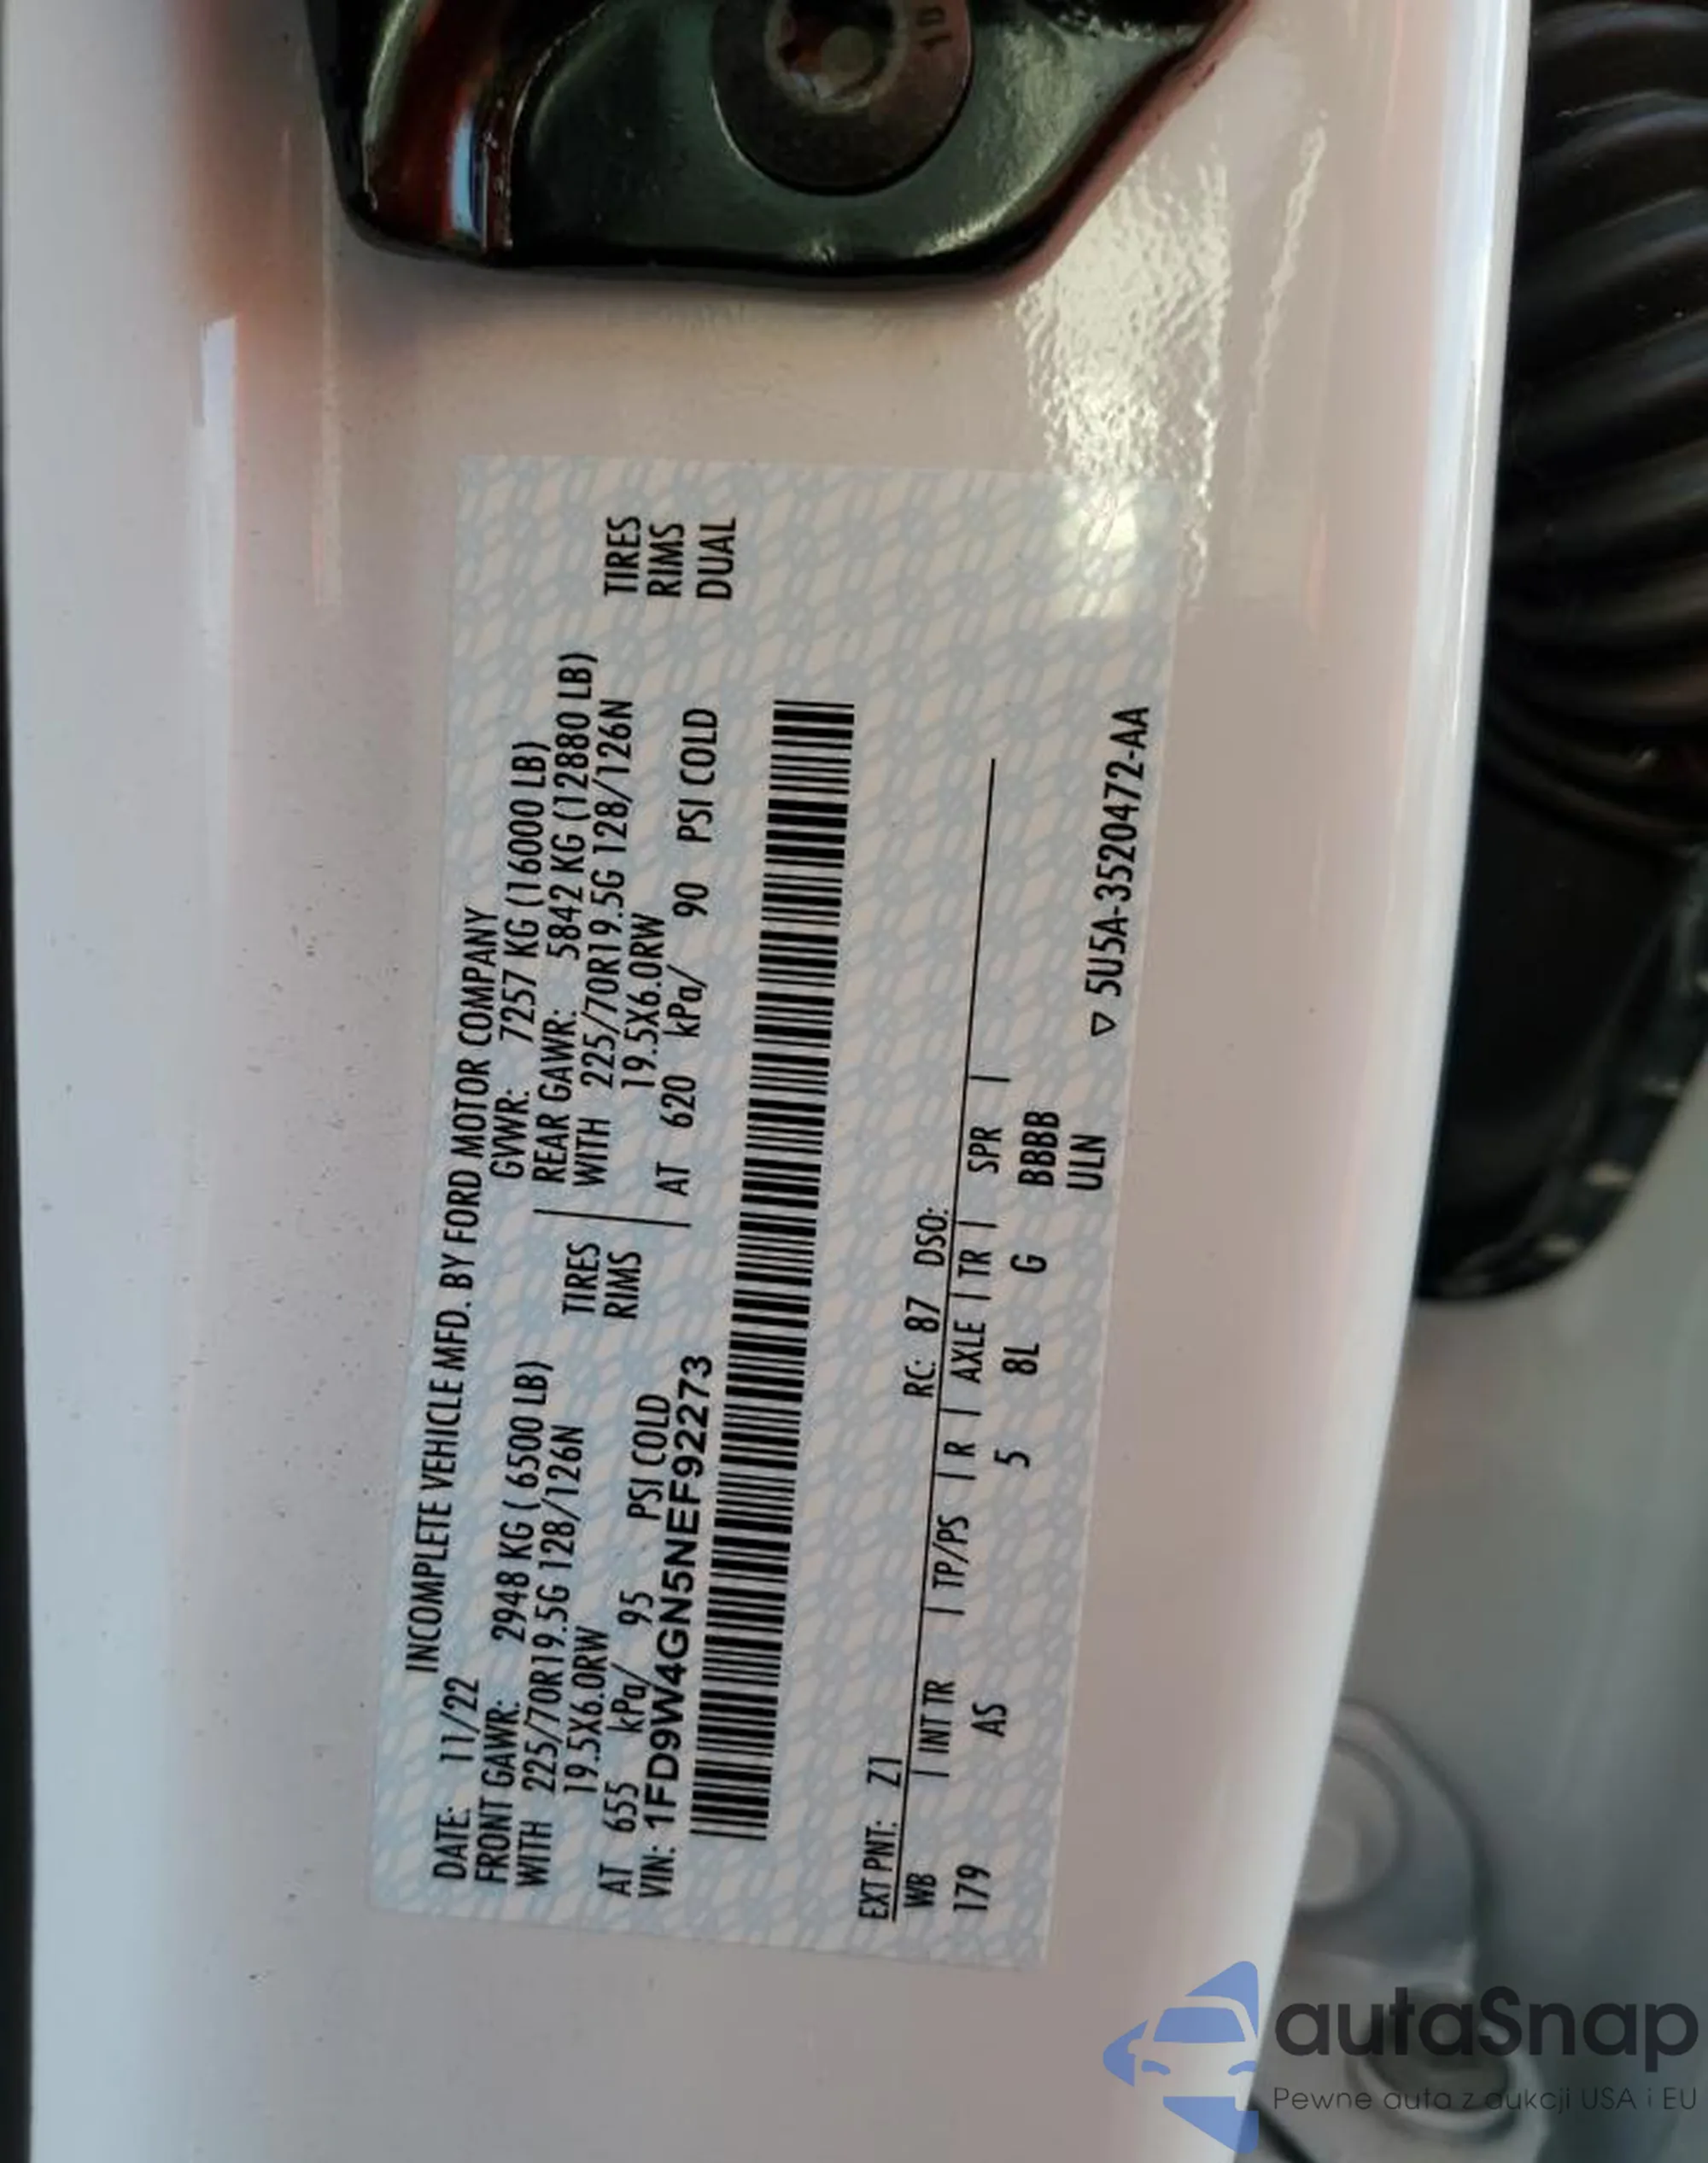 INCOMPLETE VEHICLE MFD. BY FORD MOTOR COMPANY
DATE: 11/22 GVWR: 7257 KG (16000 LB)
FRONT GAWR: 2948 KG ( 6500 LB) REAR GAWR: 5842 KG (12880 LB)
WITH 225/70R19.5G 128/126N TIRES WITH 225/70R19.5G 128/126N TIRES
19.5X6.0RW RIMS 19.5X6.0RW RIMS
AT 655 kPa/ 95 PSI COLD AT 620 kPa/ 90 PSI COLD DUAL
VIN: 1FD9W4GN5NEF92273
EXT PNT: Z1 RC: 87 DSO:
WB | INT TR | TP/PS | R | AXLE | TR | SPR |
179 AS 5 8L G BBBB
ULN
▽ 5U5A-3520472-AA
10
autaSnap
Pewne auta z aukcji USA i EU